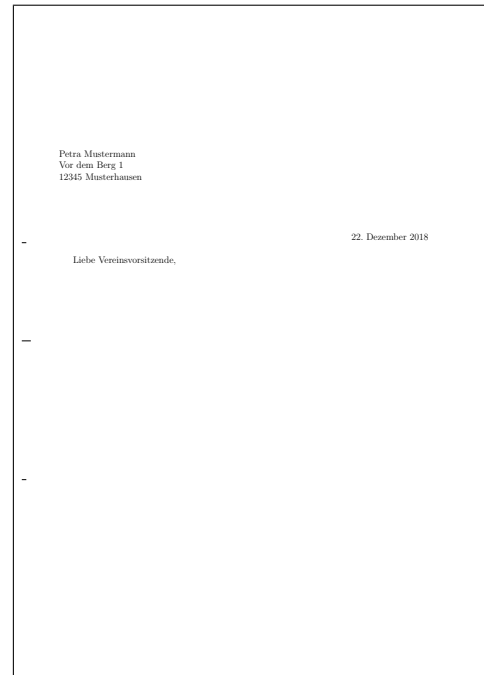 Petra Mustermann
Vor dem Berg 1
12345 Musterhausen
22. Dezember 2018
Liebe Vereinsvorsitzende,